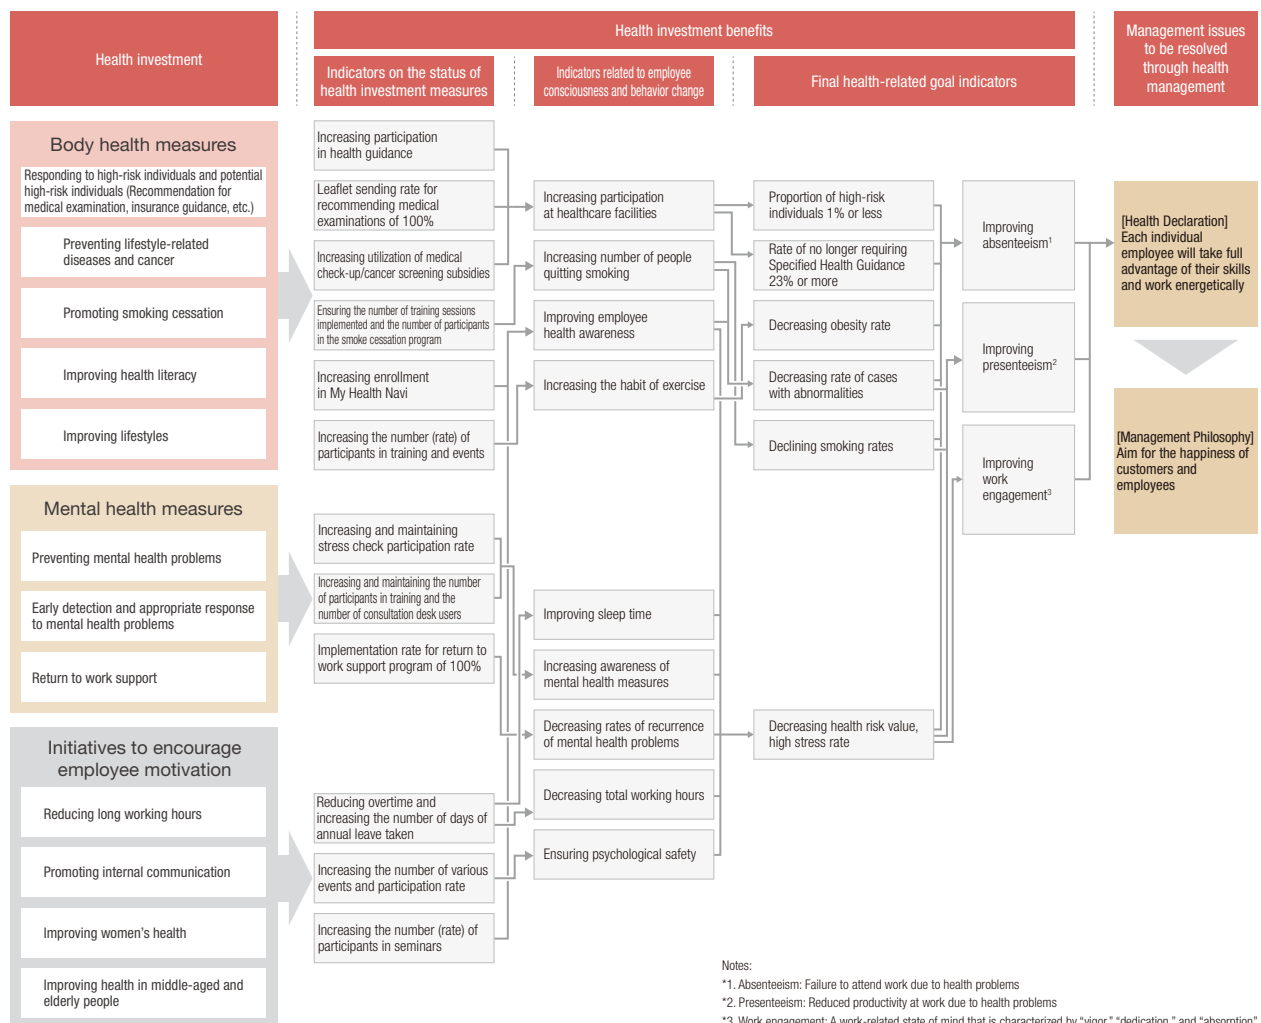 Health investment
Health investment benefits
Indicators on the status of
health investment measures
Indicators related to employee
consciousness and behavior change
Final health-related goal indicators
Management issues
to be resolved
through health
management
Body health measures
Responding to high-risk individuals and potential
high-risk individuals (Recommendation for
medical examination, insurance guidance, etc.)
Preventing lifestyle-related
diseases and cancer
Promoting smoking cessation
Improving health literacy
Improving lifestyles
Mental health measures
Preventing mental health problems
Early detection and appropriate response
to mental health problems
Return to work support
Initiatives to encourage
employee motivation
Reducing long working hours
Promoting internal communication
Improving women's health
Improving health in middle-aged and
elderly people
Increasing participation
in health guidance
Leaflet sending rate for
recommending medical
examinations of 100%
Increasing utilization of medical
check-up/cancer screening subsidies
Ensuring the number of training sessions
implemented and the number of participants
in the smoke cessation program
Increasing enrollment
in My Health Navi
Increasing the number (rate) of
participants in training and events
Increasing and maintaining
stress check participation rate
Increasing and maintaining the number
of participants in training and the
number of consultation desk users
Implementation rate for return to
work support program of 100%
Reducing overtime and
increasing the number of days of
annual leave taken
Increasing the number of various
events and participation rate
Increasing the number (rate) of
participants in seminars
Increasing participation
at healthcare facilities
Increasing number of people
quitting smoking
Improving employee
health awareness
Increasing the habit of exercise
Improving sleep time
Increasing awareness of
mental health measures
Decreasing rates of recurrence
of mental health problems
Decreasing total working hours
Ensuring psychological safety
Proportion of high-risk
individuals 1% or less
Rate of no longer requiring
Specified Health Guidance
23% or more
Decreasing obesity rate
Decreasing rate of cases
with abnormalities
Declining smoking rates
Decreasing health risk value,
high stress rate
Improving
absenteeism1
Improving
presenteeism2
Improving
work
engagement3
[Health Declaration]
Each individual
employee will take full
advantage of their skills
and work energetically
[Management Philosophy]
Aim for the happiness of
customers and
employees
Notes:
*1. Absenteeism: Failure to attend work due to health problems
*2. Presenteeism: Reduced productivity at work due to health problems
*3. Work engagement: A work-related state of mind that is characterized by "vigor," "dedication," and "absorption"